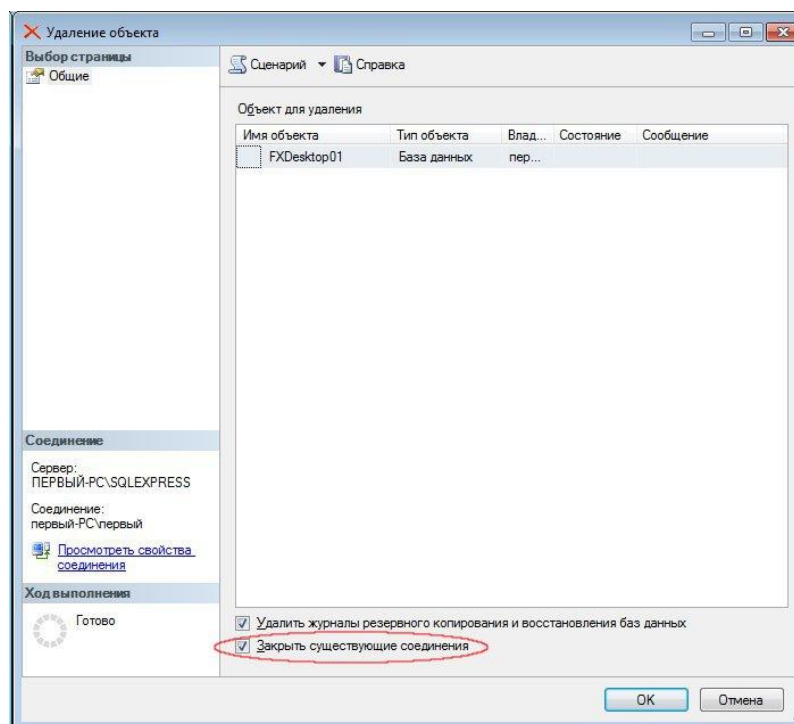 Удаление объекта
Выбор страницы
Общие
Сценарий Справка
Объект для удаления
Имя объекта Тип объекта Влад... Состояние Сообщение
FXDesktop01 База данных пер...
Соединение
Сервер:
ПЕРВЫЙ-PC\SQLEXPRESS
Соединение:
первый-PC\первый
Просмотреть свойства
соединения
Ход выполнения
Готово
Удалить журналы резервного копирования и восстановления баз данных
Закрыть существующие соединения
OK Отмена